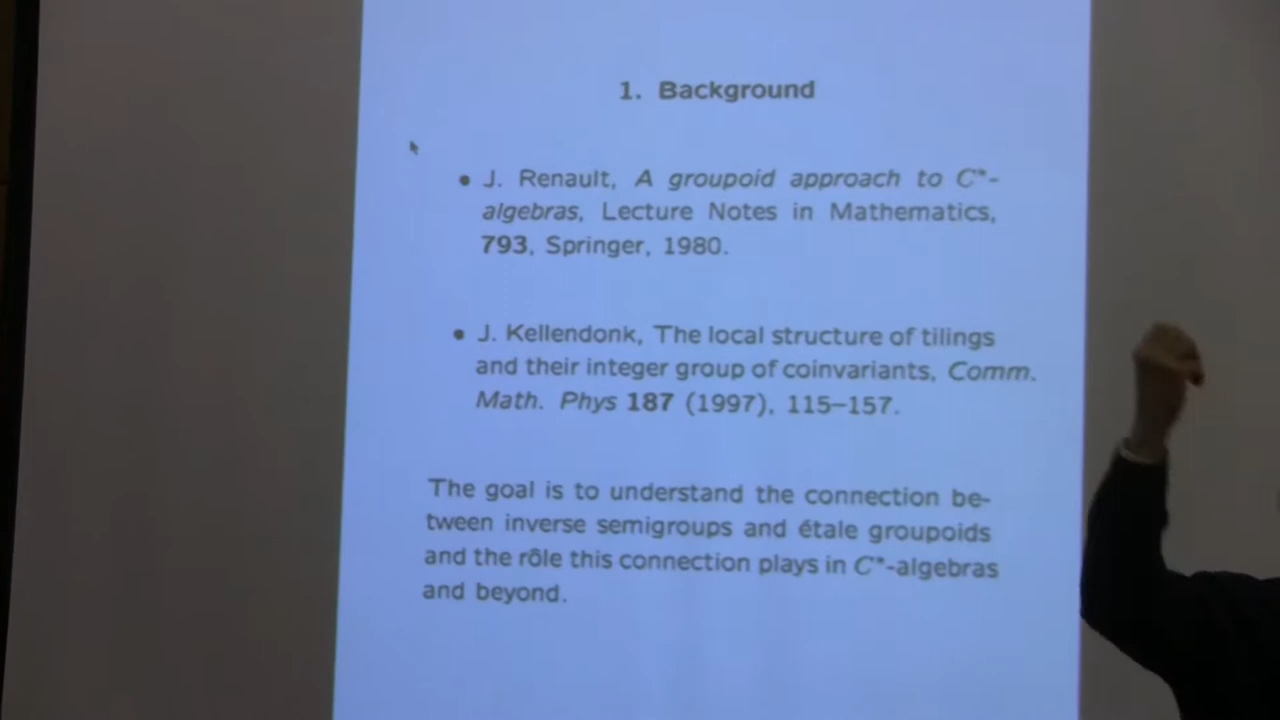 1. Background
• J. Renault, A groupoid approach to C*-
algebras, Lecture Notes in Mathematics,
793, Springer, 1980.
• J. Kellendonk, The local structure of tilings
and their integer group of coinvariants, Comm.
Math. Phys 187 (1997), 115–157.
The goal is to understand the connection be-
tween inverse semigroups and étale groupoids
and the rôle this connection plays in C*-algebras
and beyond.